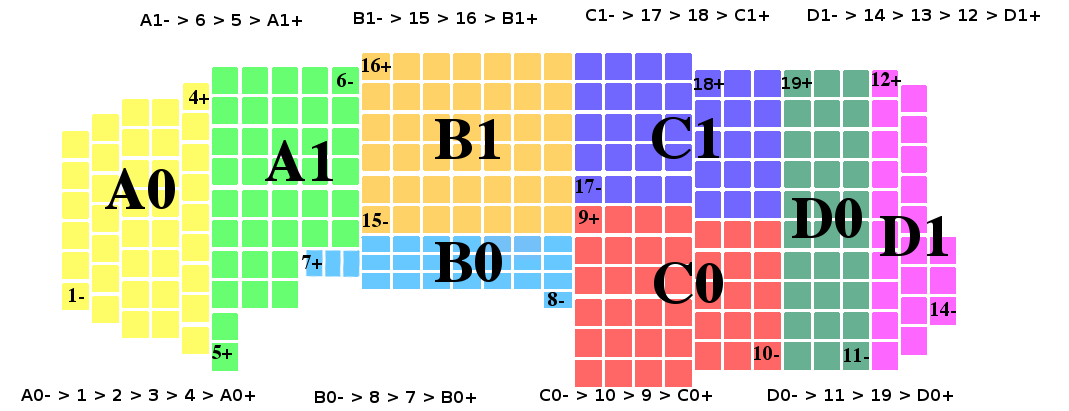 A1- > 6 > 5 > A1+
B1- > 15 > 16 > B1+
C1- > 17 > 18 > C1+
D1- > 14 > 13 > 12 > D1+
16+
6-
18+
19+
12+
4+
B1
C1
A1
A0
17-
15-
9+
D0
D1
7+
B0
C0
1-
8-
14-
5+
10-
11-
A0- > 1 > 2 > 3 > 4 > A0+
B0- > 8 > 7 > B0+
C0- > 10 > 9 > C0+
D0- > 11 > 19 > D0+